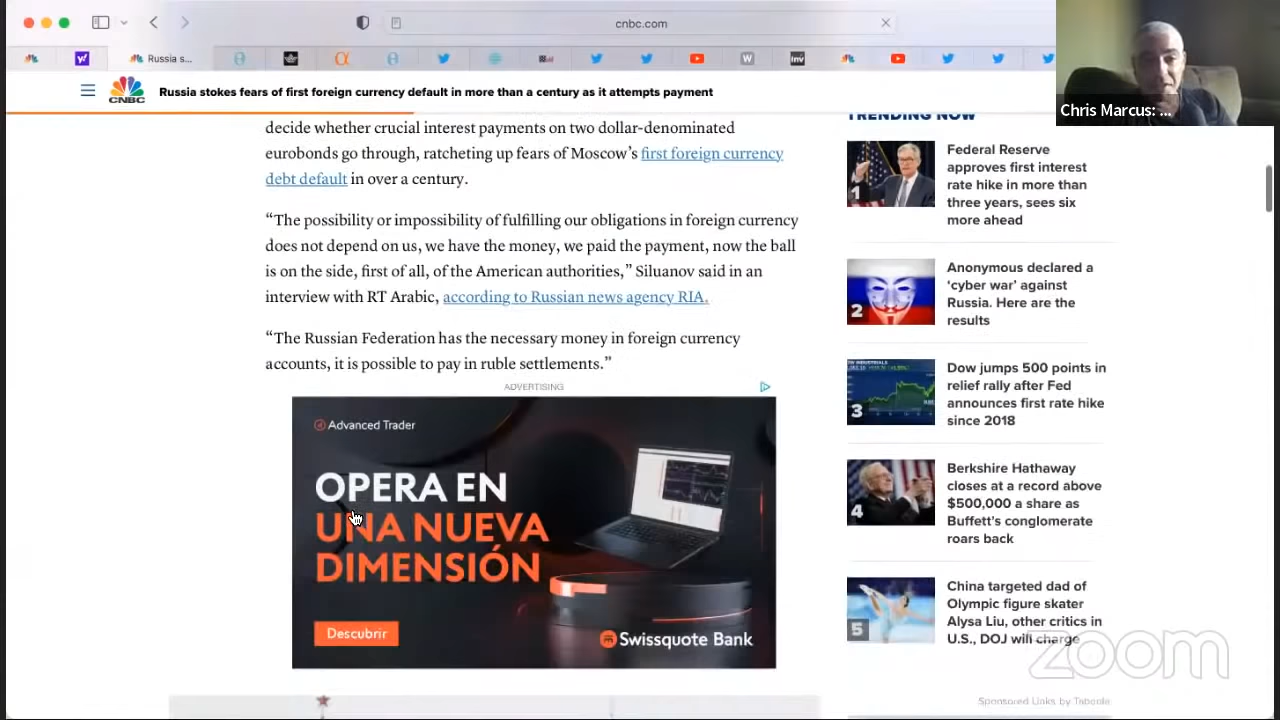 cnbc.com
Russia s...
CNBC
Russia stokes fears of first foreign currency default in more than a century as it attempts payment
Chris Marcus: ...
decide whether crucial interest payments on two dollar-denominated
eurobonds go through, ratcheting up fears of Moscow’s first foreign currency
debt default in over a century.
“The possibility or impossibility of fulfilling our obligations in foreign currency
does not depend on us, we have the money, we paid the payment, now the ball
is on the side, first of all, of the American authorities,” Siluanov said in an
interview with RT Arabic, according to Russian news agency RIA.
“The Russian Federation has the necessary money in foreign currency
accounts, it is possible to pay in ruble settlements.”
ADVERTISING
Advanced Trader
OPERA EN
UNA NUEVA
DIMENSIÓN
Descubrir
Swissquote Bank
TRENDING NOW
1
Federal Reserve
approves first interest
rate hike in more than
three years, sees six
more ahead
2
Anonymous declared a
‘cyber war’ against
Russia. Here are the
results
3
Dow jumps 500 points in
relief rally after Fed
announces first rate hike
since 2018
4
Berkshire Hathaway
closes at a record above
$500,000 a share as
Buffett’s conglomerate
roars back
5
China targeted dad of
Olympic figure skater
Alysa Liu, other critics in
U.S., DOJ will charge
zoom
Sponsored Links by Taboola